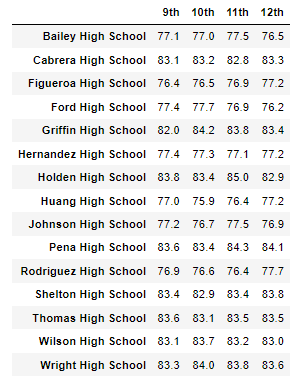 9th 10th 11th 12th
Bailey High School 77.1 77.0 77.5 76.5
Cabrera High School 83.1 83.2 82.8 83.3
Figueroa High School 76.4 76.5 76.9 77.2
Ford High School 77.4 77.7 76.9 76.2
Griffin High School 82.0 84.2 83.8 83.4
Hernandez High School 77.4 77.3 77.1 77.2
Holden High School 83.8 83.4 85.0 82.9
Huang High School 77.0 75.9 76.4 77.2
Johnson High School 77.2 76.7 77.5 76.9
Pena High School 83.6 83.4 84.3 84.1
Rodriguez High School 76.9 76.6 76.4 77.7
Shelton High School 83.4 82.9 83.4 83.8
Thomas High School 83.6 83.1 83.5 83.5
Wilson High School 83.1 83.7 83.2 83.0
Wright High School 83.3 84.0 83.8 83.6